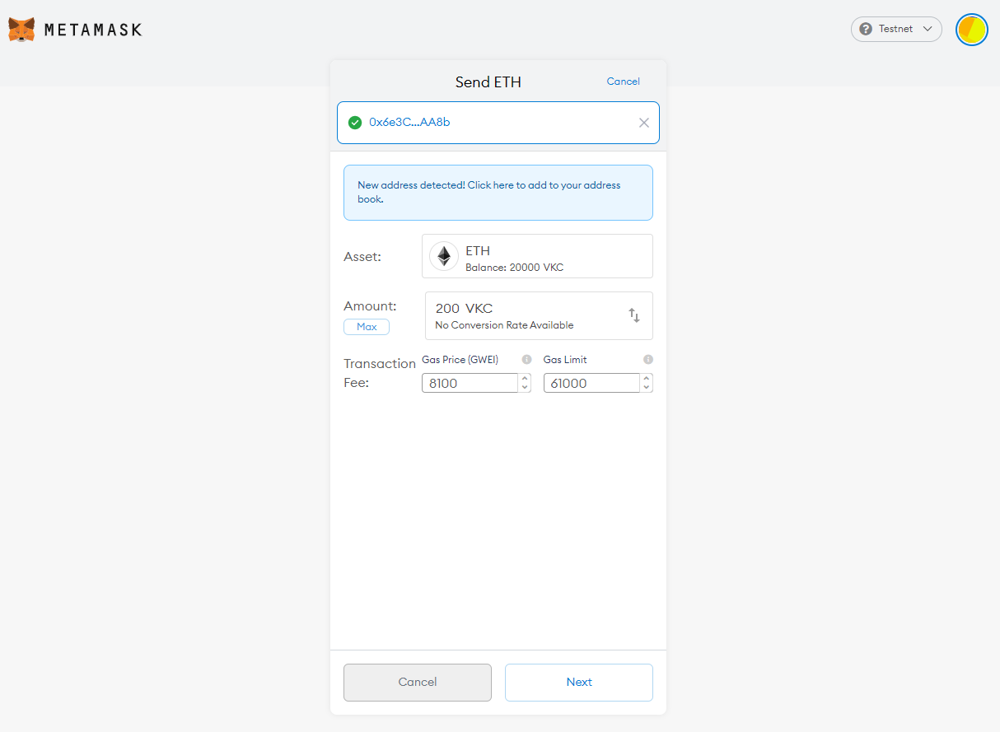 METAMASK
Testnet
Send ETH
Cancel
0x6e3C...AA8b
New address detected! Click here to add to your address
book.
Asset:
ETH
Balance: 20000 VKC
Amount:
Max
200 VKC
No Conversion Rate Available
Transaction
Fee:
Gas Price (GWEI)
8100
Gas Limit
61000
Cancel
Next